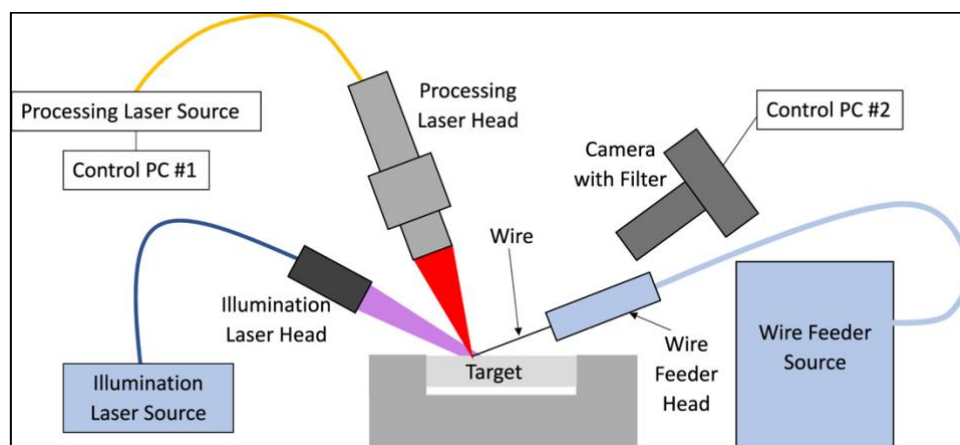 Processing Laser Source
Control PC #1
Processing
Laser Head
Control PC #2
Camera
with Filter
Wire
Illumination
Laser Head
Illumination
Laser Source
Target
Wire
Feeder
Head
Wire Feeder
Source